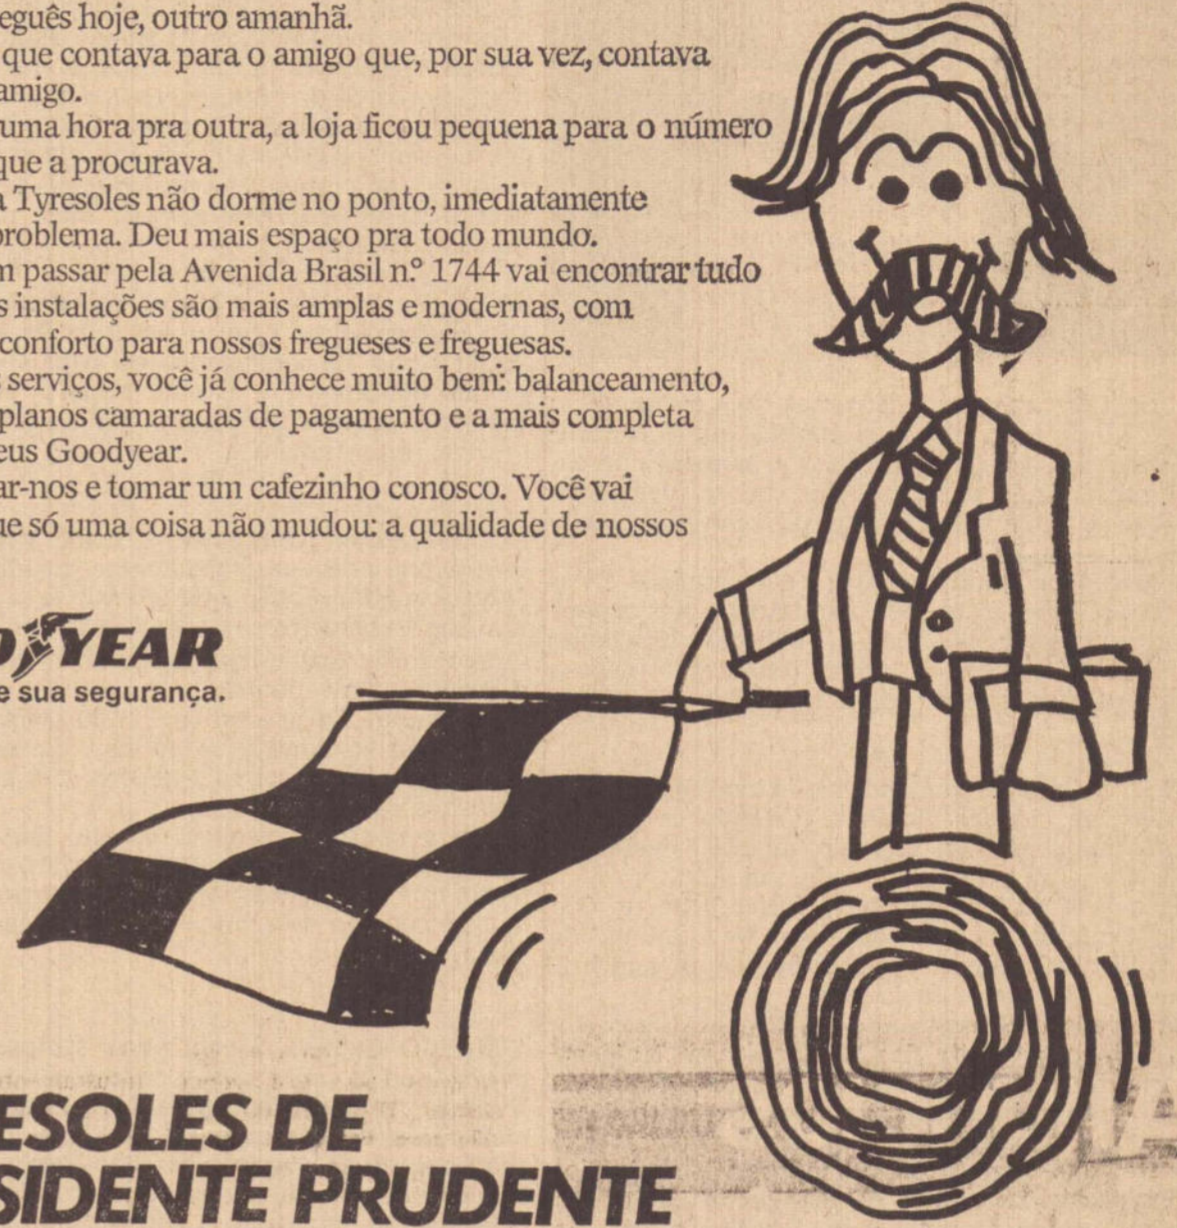 eguês hoje, outro amanhã.
que contava para o amigo que, por sua vez, contava
amigo.
uma hora pra outra, a loja ficou pequena para o número
que a procurava.
a Tyresoles não dorme no ponto, imediatamente
problema. Deu mais espaço pra todo mundo.
m passar pela Avenida Brasil n.º 1744 vai encontrar tudo
s instalações são mais amplas e modernas, com
conforto para nossos fregueses e freguesas.
s serviços, você já conhece muito bem: balanceamento,
planos camaradas de pagamento e a mais completa
eus Goodyear.
ar-nos e tomar um cafezinho conosco. Você vai
ue só uma coisa não mudou: a qualidade de nossos
YEAR
e sua segurança.
ESOLES DE
SIDENTE PRUDENTE